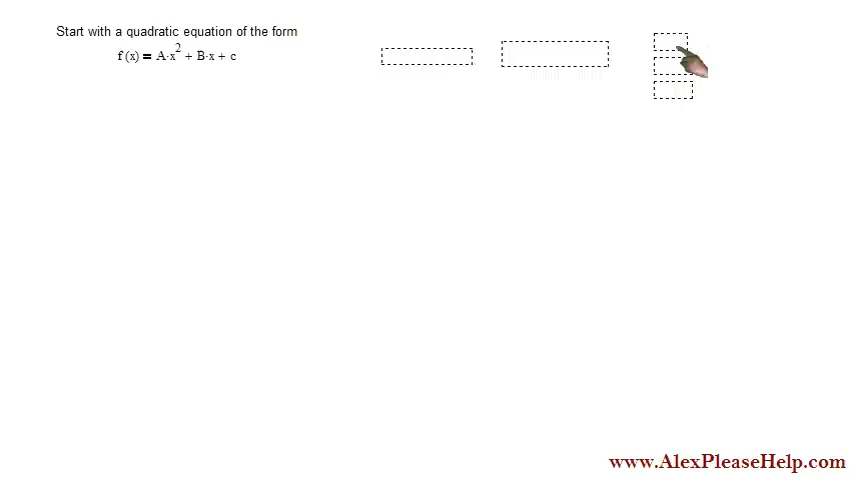 Start with a quadratic equation of the form
f (x) = A·x² + B·x + c
www.AlexPleaseHelp.com